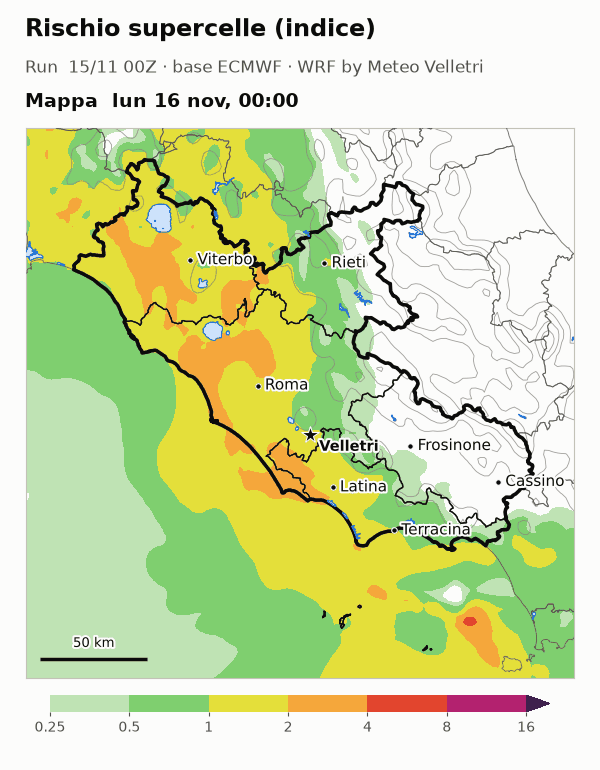 Rischio supercelle (indice)
Run  15/11 00Z · base ECMWF · WRF by Meteo Velletri
Mappa  lun 16 nov, 00:00
Viterbo
Rieti
Roma
Velletri
Frosinone
Cassino
Latina
Terracina
50 km
0.25 0.5 1 2 4 8 16